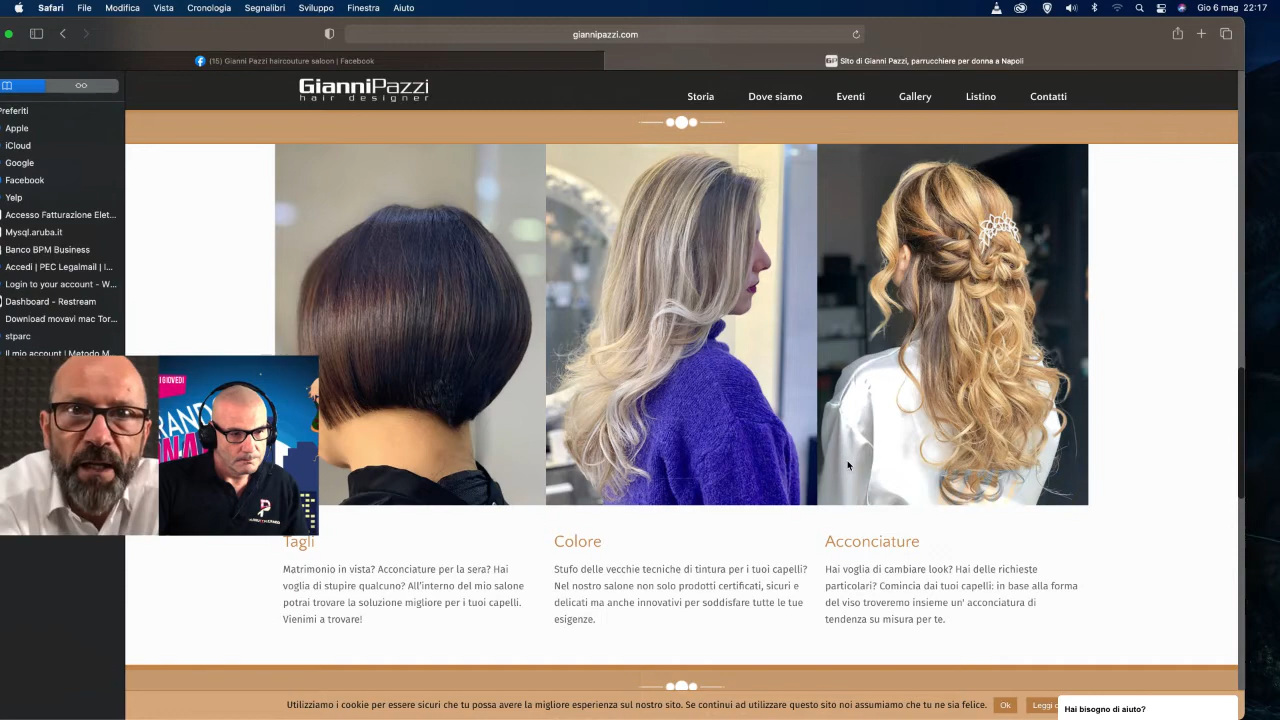 Safari File Modifica Vista Cronologia Segnalibri Sviluppo Finestra Aiuto Gio 6 mag 22:17
giannipazzi.com
(15) Gianni Pazzi haircouture saloon | Facebook
GP Sito di Gianni Pazzi, parrucchiere per donna a Napoli
GianniPazzi
hair designer
Storia Dove siamo Eventi Gallery Listino Contatti
Preferiti
Apple
iCloud
Google
Facebook
Yelp
Accesso Fatturazione Elet...
Mysql.aruba.it
Banco BPM Business
Accedi | PEC Legalmail | I...
Login to your account - W...
Dashboard - Restream
Download movavi mac Tor...
stparc
Il mio account | Metodo M...
GIOVEDÌ
Tagli
Matrimonio in vista? Acconciature per la sera? Hai
voglia di stupire qualcuno? All'interno del mio salone
potrai trovare la soluzione migliore per i tuoi capelli.
Vienimi a trovare!
Colore
Stufo delle vecchie tecniche di tintura per i tuoi capelli?
Nel nostro salone non solo prodotti certificati, sicuri e
delicati ma anche innovativi per soddisfare tutte le tue
esigenze.
Acconciature
Hai voglia di cambiare look? Hai delle richieste
particolari? Comincia dai tuoi capelli: in base alla forma
del viso troveremo insieme un' acconciatura di
tendenza su misura per te.
Utilizziamo i cookie per essere sicuri che tu possa avere la migliore esperienza sul nostro sito. Se continui ad utilizzare questo sito noi assumiamo che tu ne sia felice. Ok Leggi
Hai bisogno di aiuto?